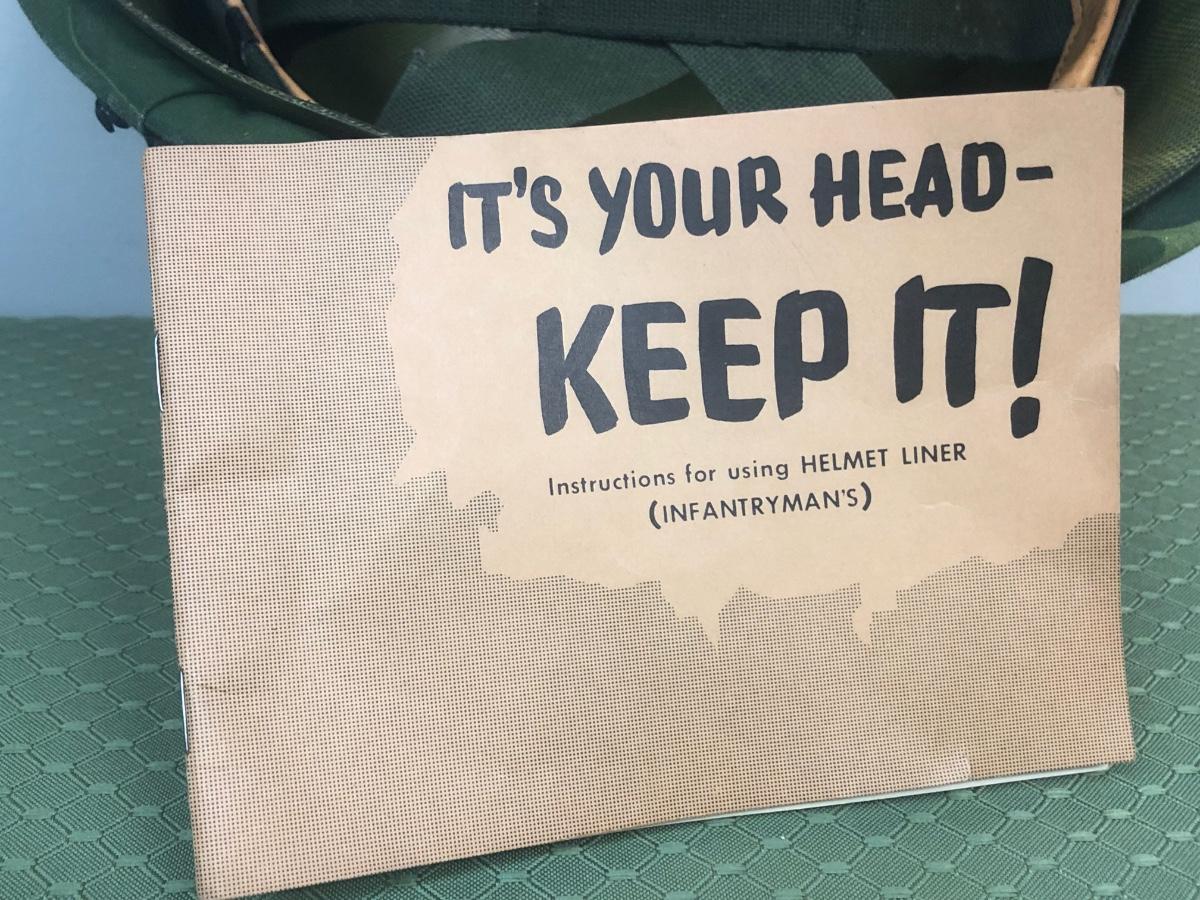 IT'S YOUR HEAD-
KEEP IT!
Instructions for using HELMET LINER
(INFANTRYMAN'S)